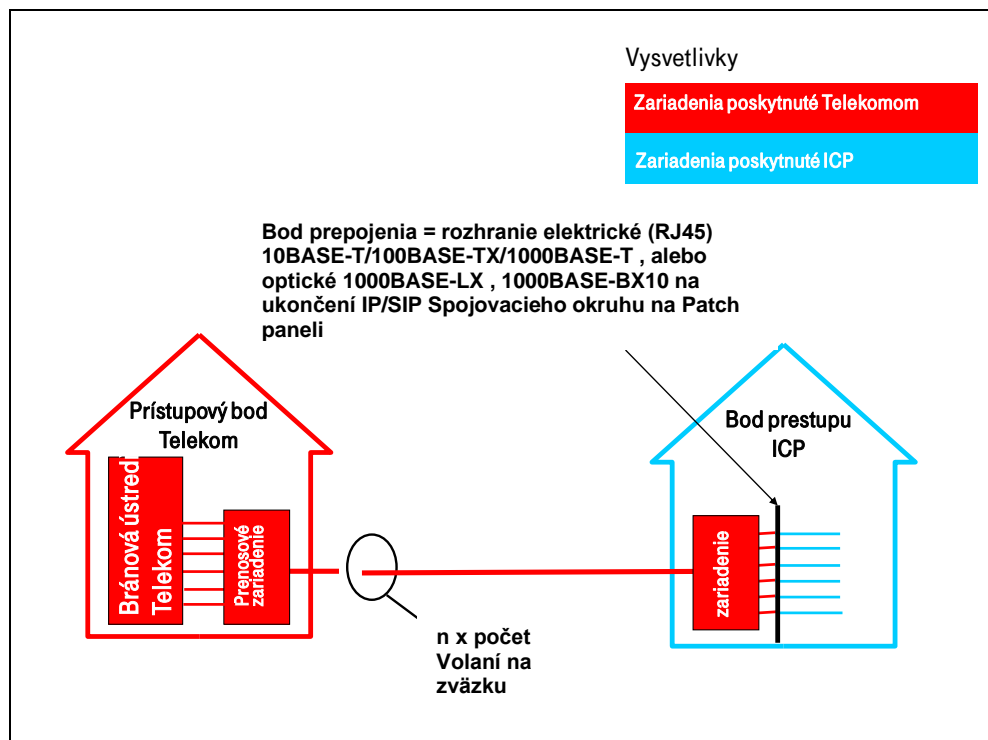 Vysvetlivky
Zariadenia poskytnuté Telekomom
Zariadenia poskytnuté ICP
Bod prepojenia = rozhranie elektrické (RJ45)
10BASE-T/100BASE-TX/1000BASE-T , alebo
optické 1000BASE-LX , 1000BASE-BX10 na
ukončení IP/SIP Spojovacieho okruhu na Patch
paneli
Prístupový bod
Telekom
Bránová ústred
Telekom
Prenosové
zariadenie
n x počet
Volaní na
zväzku
Bod prestupu
ICP
zariadenie